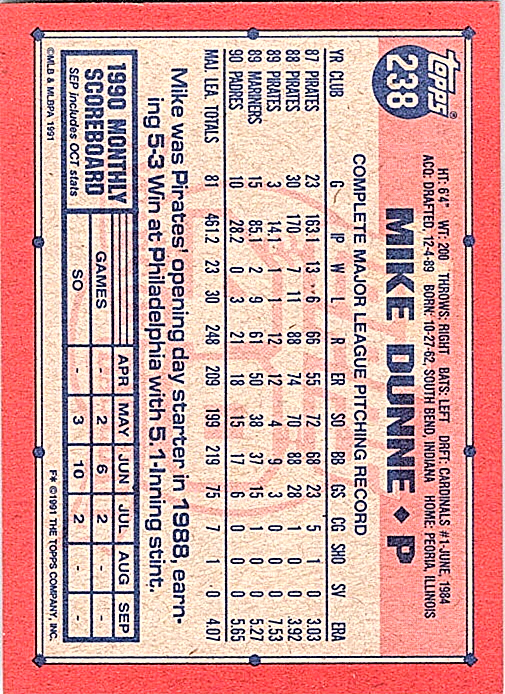 Topps®
238
HT: 6'4" WT: 200 THROWS: RIGHT BATS: LEFT DRFT: CARDINALS #1-JUNE, 1984
ACQ: DRAFTED, 12-4-89 BORN: 10-27-62, SOUTH BEND, INDIANA HOME: PEORIA, ILLINOIS
MIKE DUNNE ♦ P
COMPLETE MAJOR LEAGUE PITCHING RECORD
YR CLUB G IP W L R ER SO BB GS CG SHO SV ERA
87 PIRATES 23 163.1 13 6 66 55 72 68 23 5 1 0 3.03
88 PIRATES 30 170 7 11 88 74 70 88 28 1 0 0 3.92
89 PIRATES 3 14.1 1 1 12 12 4 9 3 0 0 0 7.53
89 MARINERS 15 85.1 2 9 61 50 38 37 15 1 0 0 5.27
90 PADRES 10 28.2 0 3 21 18 15 17 6 0 0 0 5.65
MAJ. LEA. TOTALS 81 461.2 23 30 248 209 199 219 75 7 1 0 4.07
Mike was Pirates' opening day starter in 1988, earn-
ing 5-3 Win at Philadelphia with 5.1-Inning stint.
1990 MONTHLY
SCOREBOARD
SEP includes OCT stats
APR MAY JUN JUL AUG SEP
GAMES - 2 6 2 - -
SO - 3 10 2 - -
©MLB & MLBPA 1991
F* ©1991 THE TOPPS COMPANY, INC.